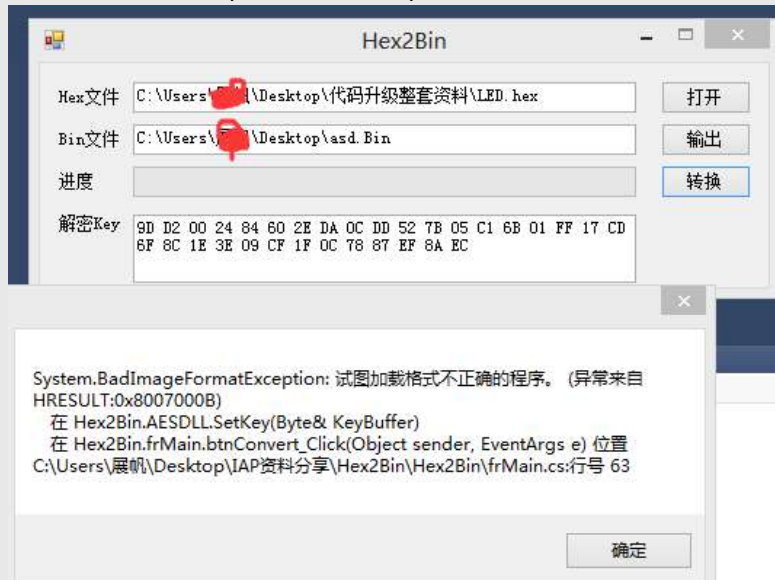 Hex2Bin
Hex文件 C:\Users\ \Desktop\代码升级整套资料\LED.hex 打开
Bin文件 C:\Users\ \Desktop\asd.Bin 输出
进度 转换
解密Key 9D D2 00 24 84 60 2E DA 0C DD 52 7B 05 C1 6B 01 FF 17 CD
6F 8C 1E 3E 09 CF 1F 0C 78 87 EF 8A EC
System.BadImageFormatException: 试图加载格式不正确的程序。 (异常来自
HRESULT:0x8007000B)
在 Hex2Bin.AESDLL.SetKey(Byte& KeyBuffer)
在 Hex2Bin.frMain.btnConvert_Click(Object sender, EventArgs e) 位置
C:\Users\展帆\Desktop\IAP资料分享\Hex2Bin\Hex2Bin\frMain.cs:行号 63
确定